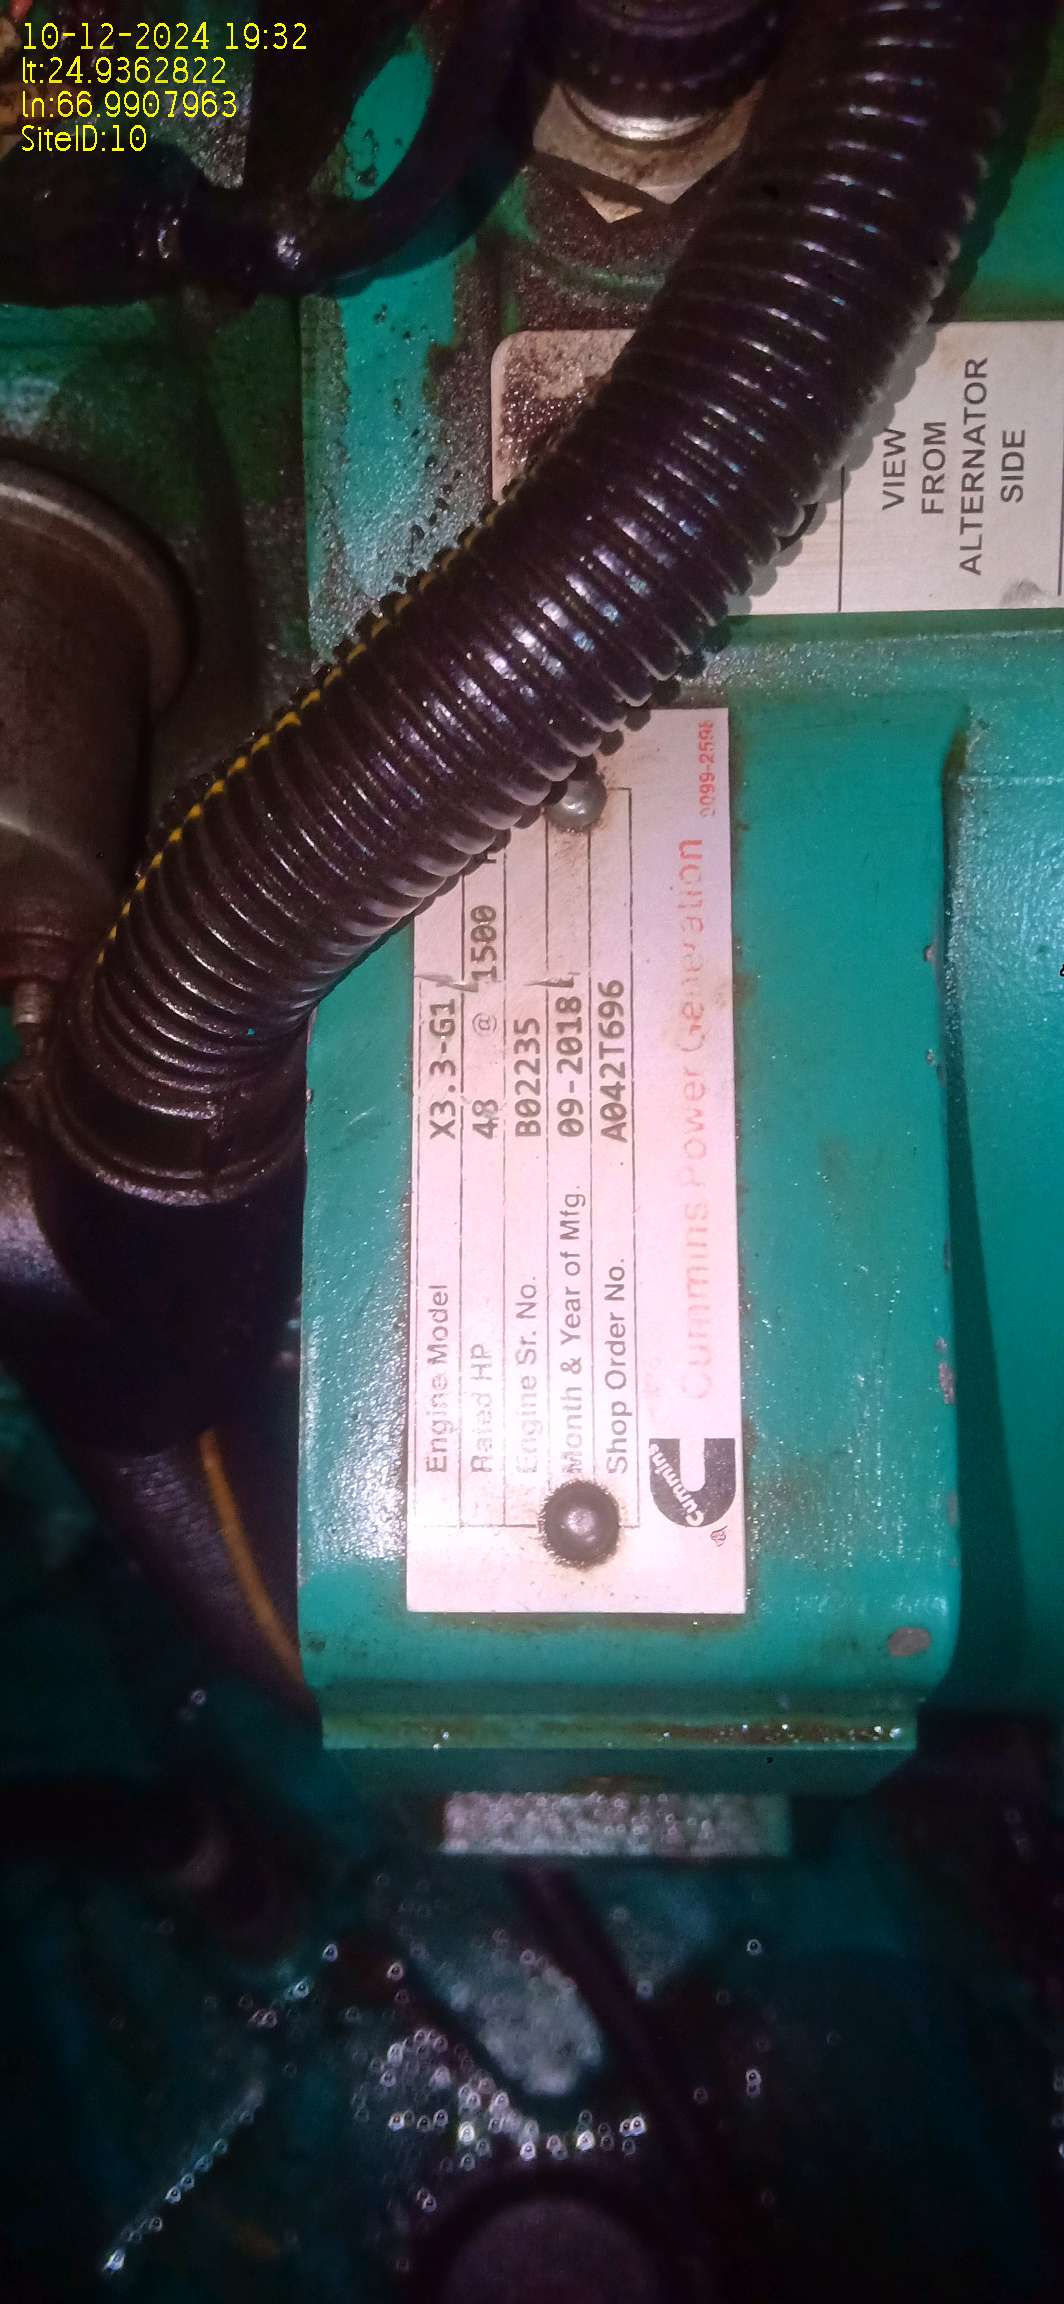 10-12-2024 19:32
lt:24.9362822
ln:66.9907963
SiteID:10
VIEW
FROM
ALTERNATOR
SIDE
Engine Model X3.3-G1
Rated HP 48 @ 1500
Engine Sr. No. B02235
Month & Year of Mfg. 09-2018
Shop Order No. A042T696
Cummins
Cummins Power Generation